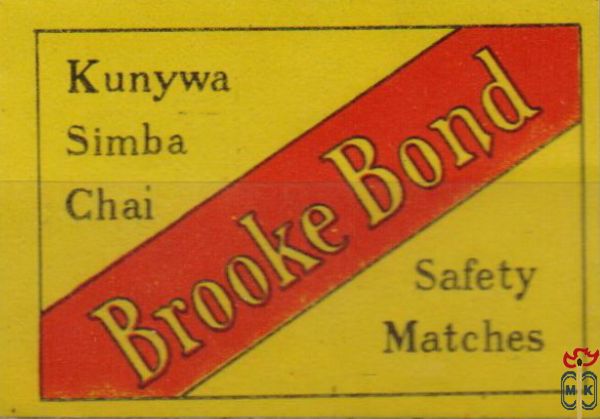 Kunywa
Simba
Chai
Brooke Bond
Safety
Matches
M K